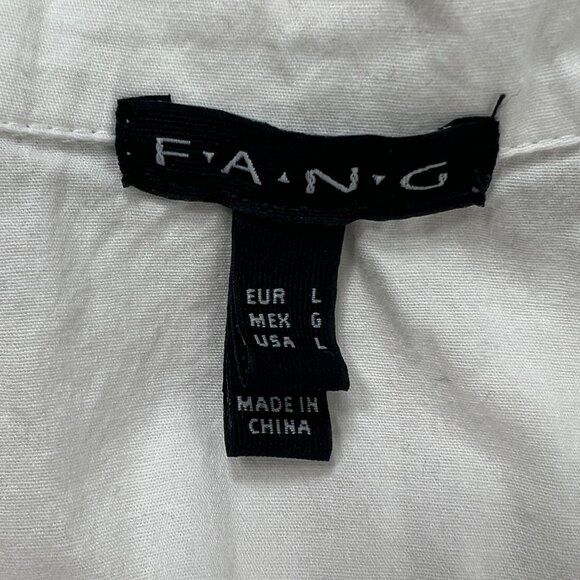 F▾A▴N▾G
EUR L
MEX G
USA L
MADE IN
CHINA